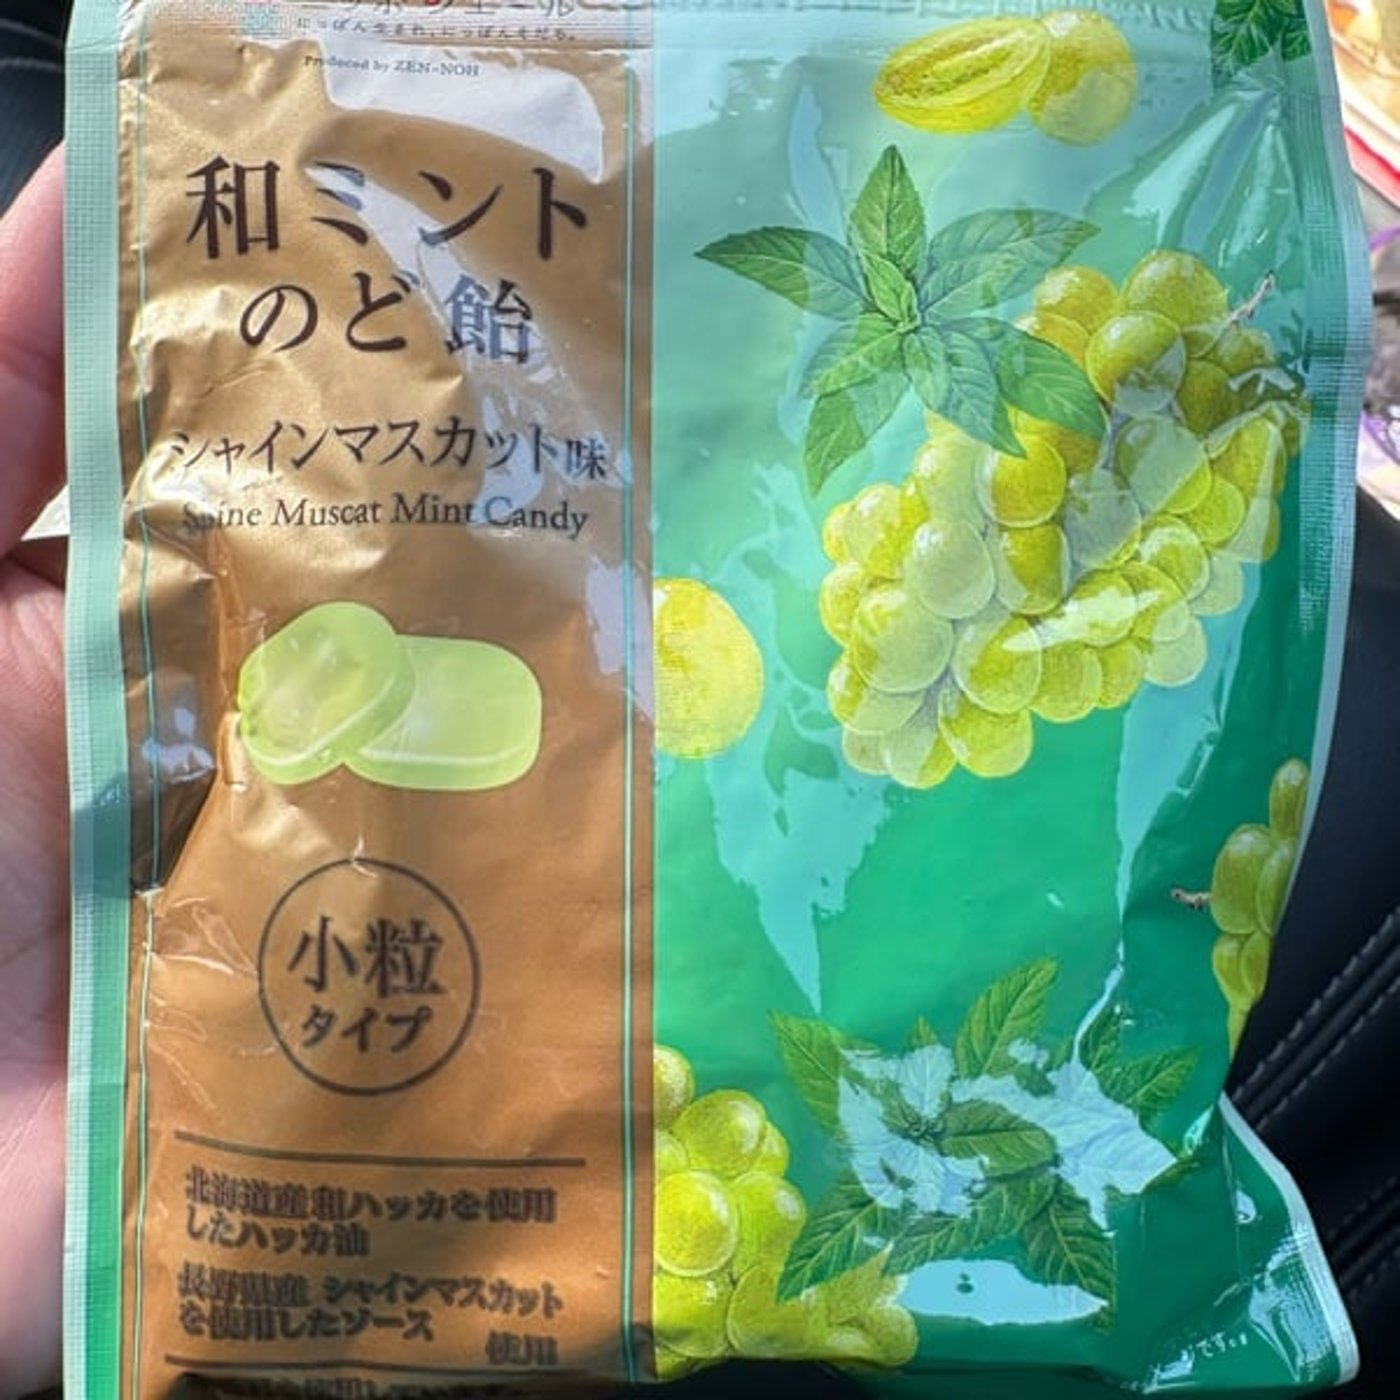 にっぽん生まれ、にっぽんそだち。
Produced by ZEN-NOH
和ミント
のど飴
シャインマスカット味
Shine Muscat Mint Candy
小粒
タイプ
北海道産和ハッカを使用
したハッカ油
長野県産 シャインマスカット
を使用したソース
使用